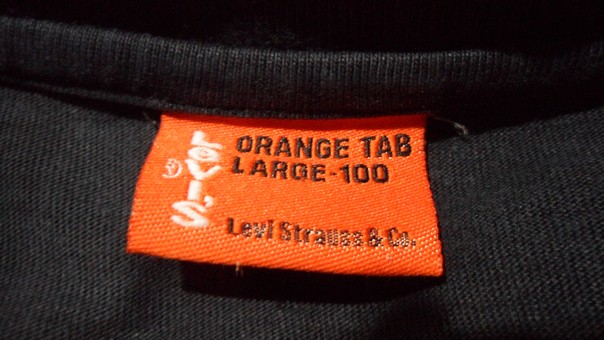 Levi's
ORANGE TAB
LARGE-100
Levi Strauss & Co.